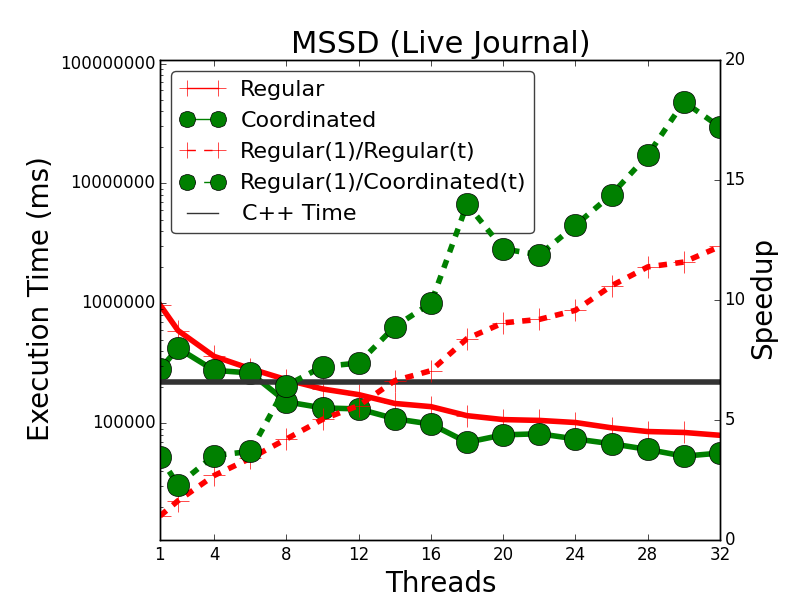 MSSD (Live Journal)
Execution Time (ms)
100000000
10000000
1000000
100000
Regular
Coordinated
Regular(1)/Regular(t)
Regular(1)/Coordinated(t)
C++ Time
20
15
10
5
0
Speedup
1 4 8 12 16 20 24 28 32
Threads